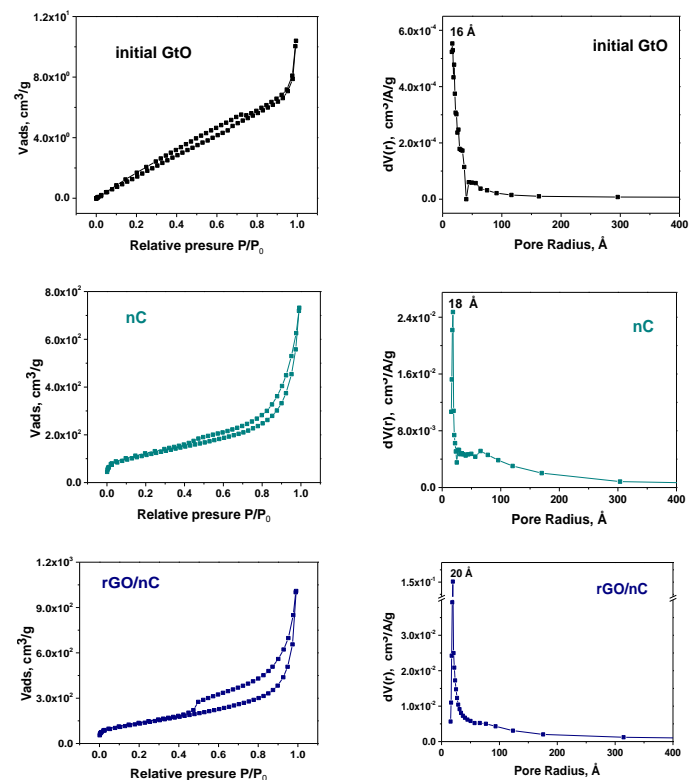 1.2x10¹
8.0x10⁰
4.0x10⁰
0.0
Vads, cm³/g
initial GtO
0.0 0.2 0.4 0.6 0.8 1.0
Relative presure P/P₀
6.0x10⁻⁴
4.0x10⁻⁴
2.0x10⁻⁴
0.0
dV(r), cm³/A/g
16 Å
initial GtO
0 100 200 300 400
Pore Radius, Å
8.0x10²
6.0x10²
4.0x10²
2.0x10²
0.0
Vads, cm³/g
nC
0.0 0.2 0.4 0.6 0.8 1.0
Relative presure P/P₀
2.4x10⁻²
1.6x10⁻²
8.0x10⁻³
0.0
dV(r), cm³/A/g
18 Å
nC
0 100 200 300 400
Pore Radius, Å
1.2x10³
9.0x10²
6.0x10²
3.0x10²
0.0
Vads, cm³/g
rGO/nC
0.0 0.2 0.4 0.6 0.8 1.0
Relative presure P/P₀
1.5x10⁻¹
3.0x10⁻²
2.0x10⁻²
1.0x10⁻²
0.0
dV(r), cm³/A/g
20 Å
rGO/nC
0 100 200 300 400
Pore Radius, Å